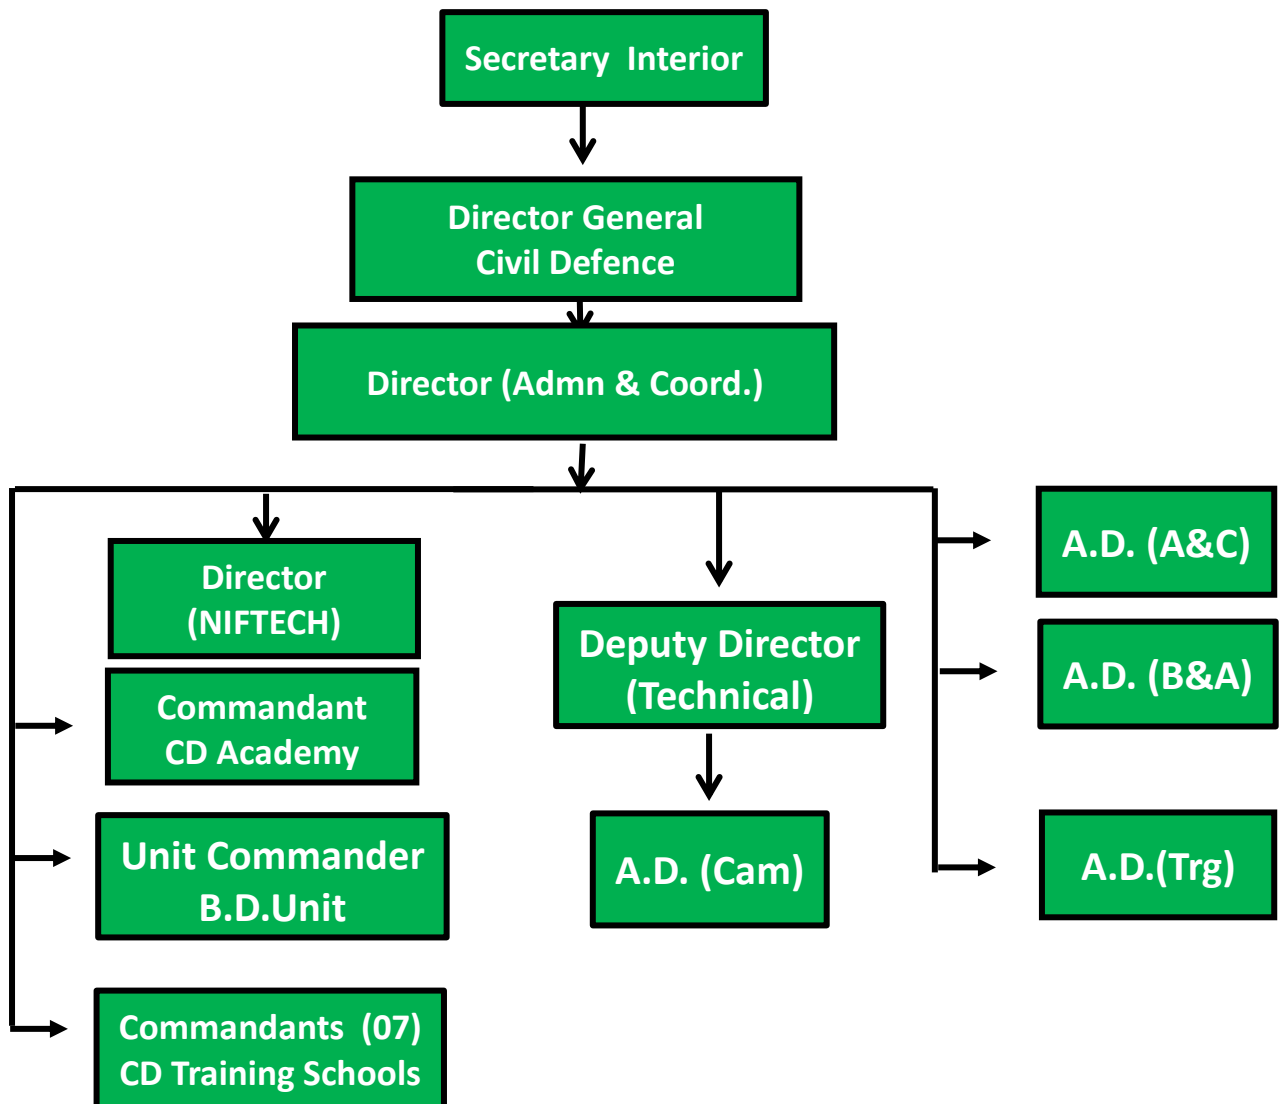 Secretary  Interior
Director General
Civil Defence
Director (Admn & Coord.)
Director
(NIFTECH)
Commandant
CD Academy
Unit Commander
B.D.Unit
Commandants  (07)
CD Training Schools
Deputy Director
(Technical)
A.D. (Cam)
A.D. (A&C)
A.D. (B&A)
A.D.(Trg)